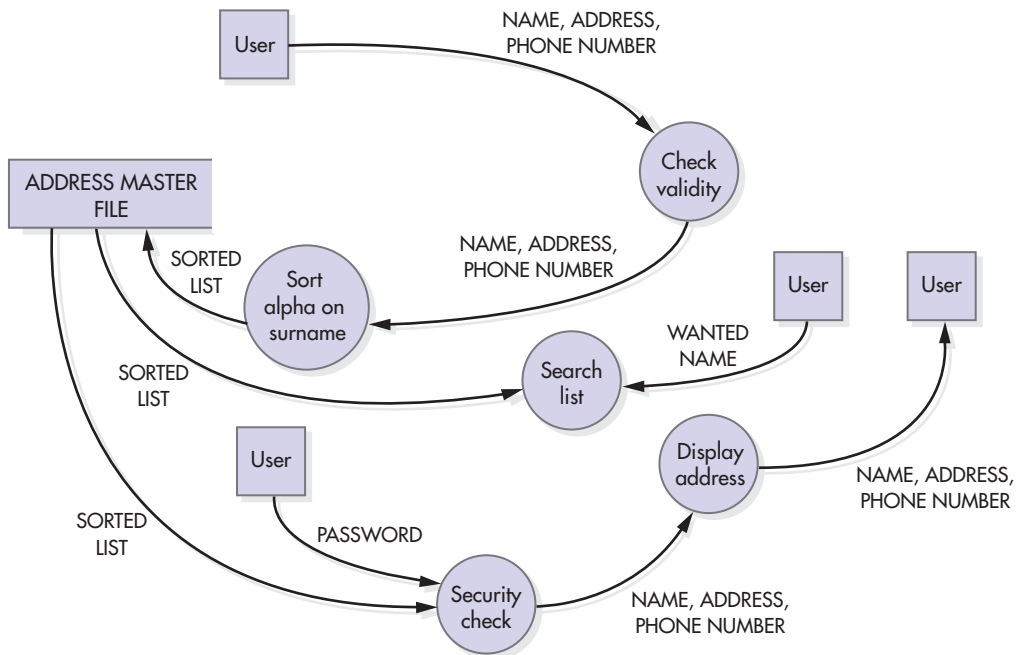 User
NAME, ADDRESS,
PHONE NUMBER
Check
validity
ADDRESS MASTER
FILE
NAME, ADDRESS,
PHONE NUMBER
SORTED
LIST
Sort
alpha on
surname
User
User
WANTED
NAME
SORTED
LIST
Search
list
User
Display
address
NAME, ADDRESS,
PHONE NUMBER
SORTED
LIST
PASSWORD
Security
check
NAME, ADDRESS,
PHONE NUMBER